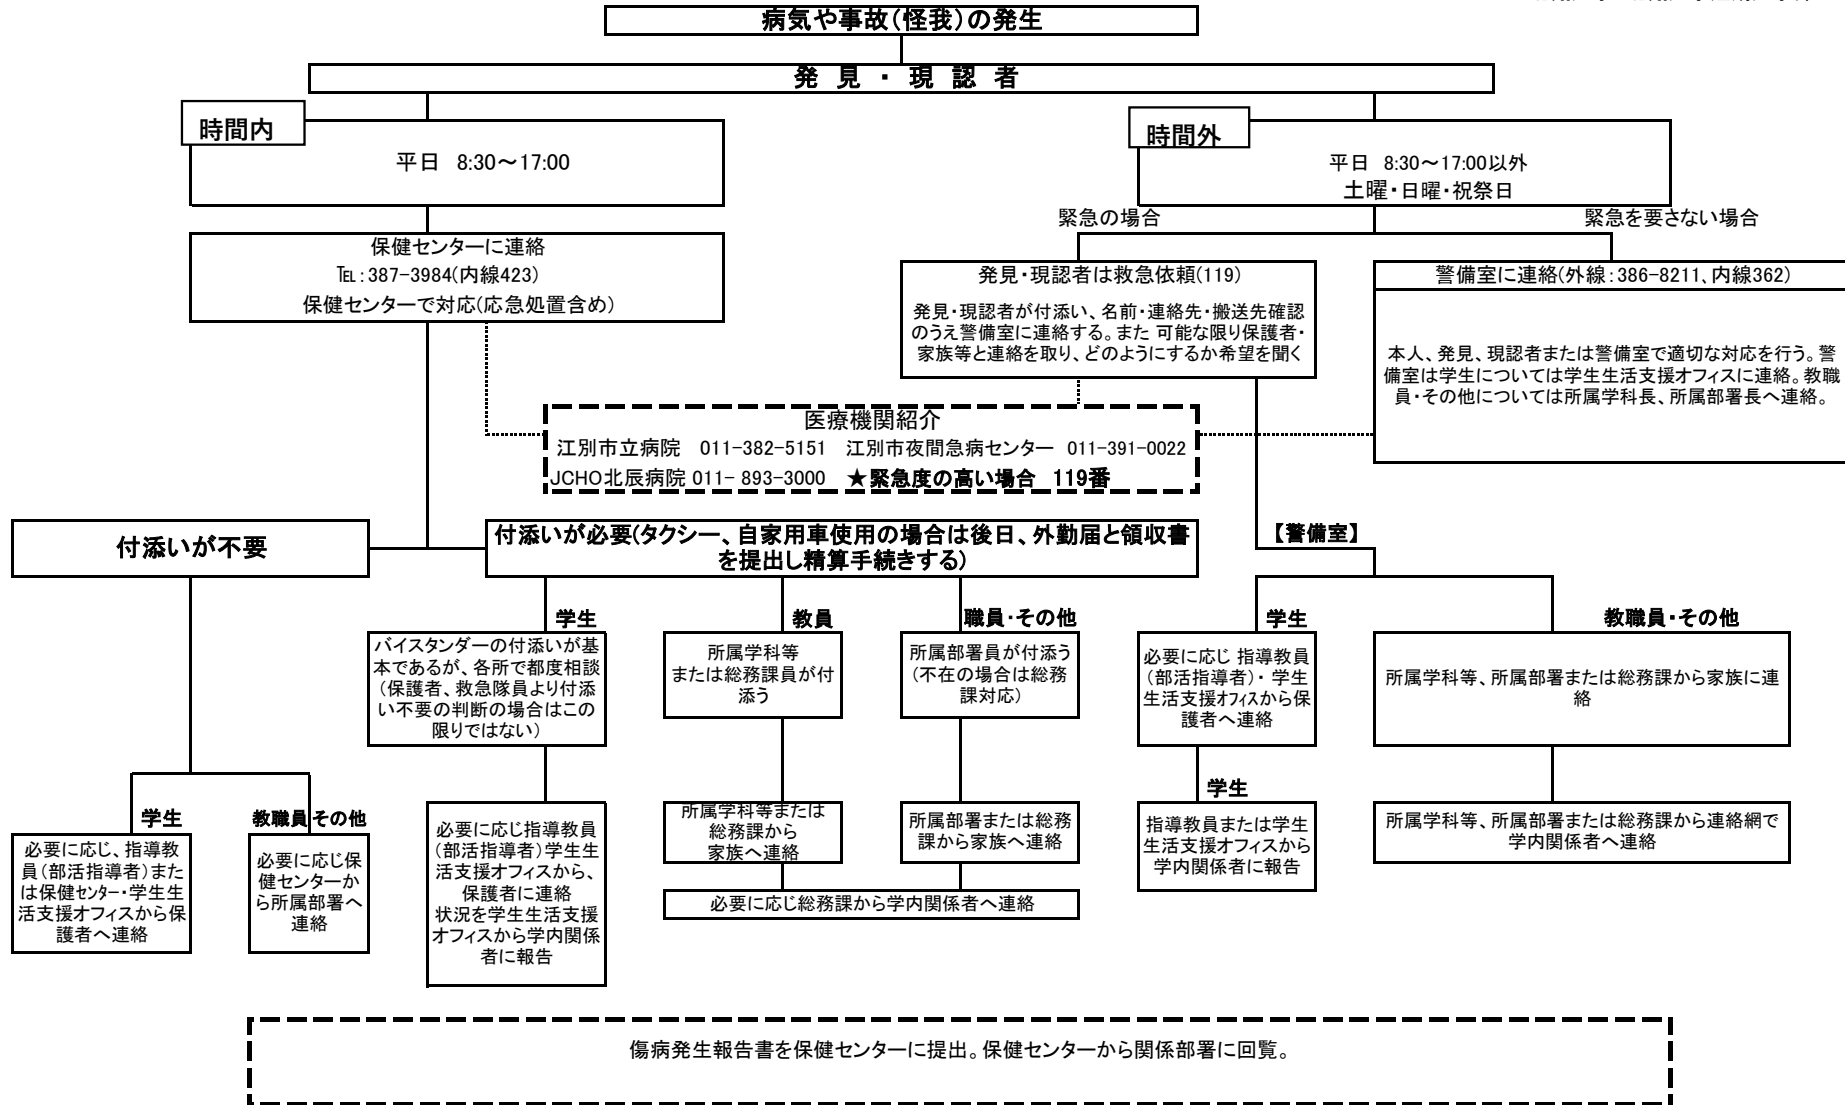 病気や事故(怪我)の発生
発 見 ・ 現 認 者
時間内
平日 8:30～17:00
時間外
平日 8:30～17:00以外
土曜・日曜・祝祭日
緊急の場合
緊急を要さない場合
保健センターに連絡
℡:387-3984(内線423)
保健センターで対応(応急処置含め)
発見・現認者は救急依頼(119)
発見・現認者が付添い、名前・連絡先・搬送先確認
のうえ警備室に連絡する。また 可能な限り保護者・
家族等と連絡を取り、どのようにするか希望を聞く
警備室に連絡(外線:386-8211、内線362)
本人、発見、現認者または警備室で適切な対応を行う。警
備室は学生については学生生活支援オフィスに連絡。教職
員・その他については所属学科長、所属部署長へ連絡。
医療機関紹介
江別市立病院 011-382-5151 江別市夜間急病センター 011-391-0022
JCHO北辰病院 011- 893-3000 ★緊急度の高い場合 119番
付添いが不要
付添いが必要(タクシー、自家用車使用の場合は後日、外勤届と領収書
を提出し精算手続きする)
【警備室】
学生
バイスタンダーの付添いが基
本であるが、各所で都度相談
(保護者、救急隊員より付添
い不要の判断の場合はこの
限りではない)
教員
所属学科等
または総務課員が付
添う
職員・その他
所属部署員が付添う
(不在の場合は総務
課対応)
学生
必要に応じ 指導教員
(部活指導者)・ 学生
生活支援オフィスから保
護者へ連絡
教職員・その他
所属学科等、所属部署または総務課から家族に連
絡
学生
必要に応じ、指導教
員(部活指導者)また
は保健センター・学生生
活支援オフィスから保
護者へ連絡
教職員・その他
必要に応じ保
健センターか
ら所属部署へ
連絡
必要に応じ指導教員
(部活指導者)学生生
活支援オフィスから、
保護者に連絡
状況を学生生活支援
オフィスから学内関係
者に報告
所属学科等または
総務課から
家族へ連絡
所属部署または総務
課から家族へ連絡
必要に応じ総務課から学内関係者へ連絡
学生
指導教員または学生
生活支援オフィスから
学内関係者に報告
所属学科等、所属部署または総務課から連絡網で
学内関係者へ連絡
傷病発生報告書を保健センターに提出。保健センターから関係部署に回覧。